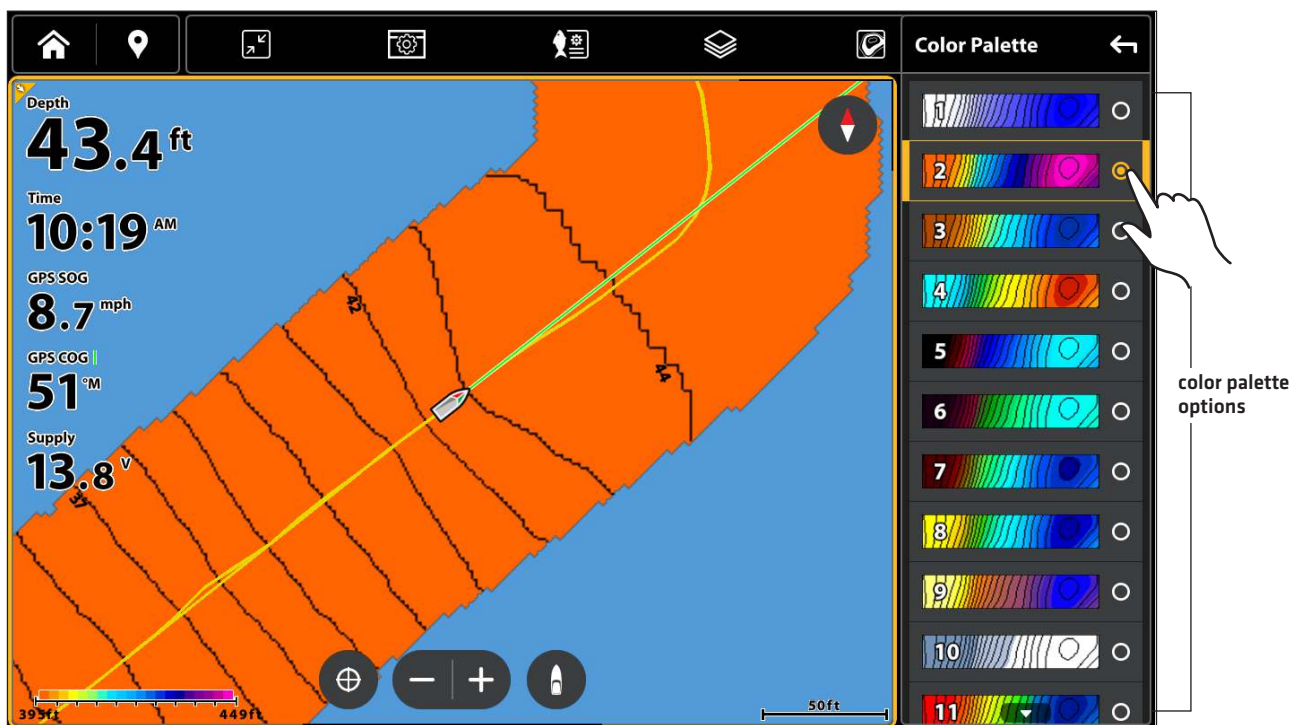 Color Palette
Depth
43.4 ft
Time
10:19 AM
GPS SOG
8.7 mph
GPS COG
51°M
Supply
13.8 V
42
44
37
395ft
449ft
50ft
1
2
3
4
5
6
7
8
9
10
11
color palette
options